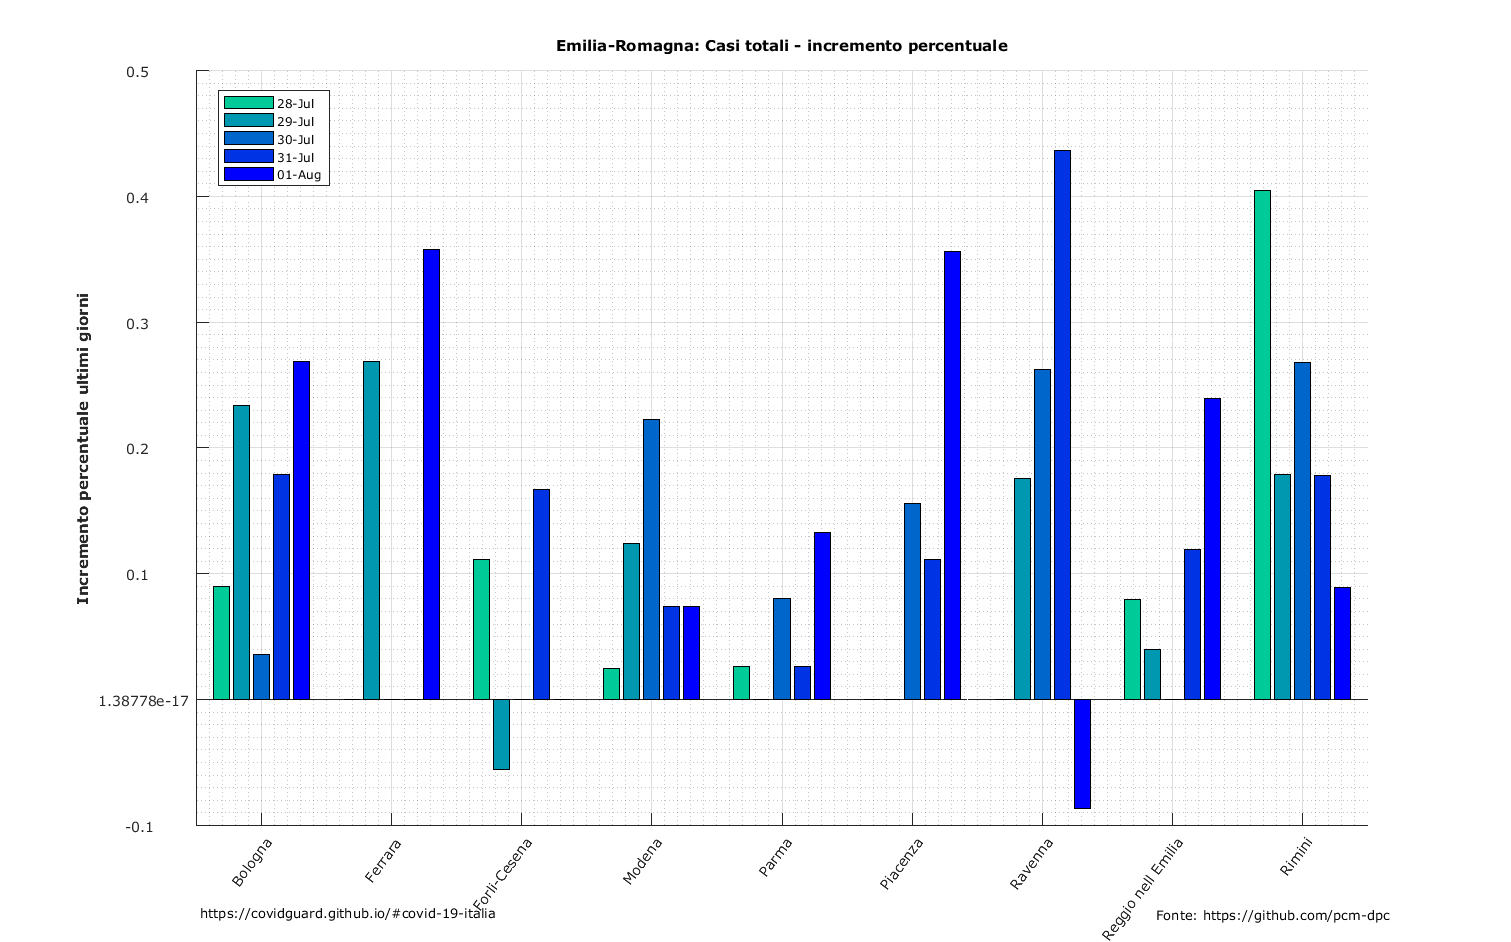 Emilia-Romagna: Casi totali - incremento percentuale
Incremento percentuale ultimi giorni
0.5
0.4
0.3
0.2
0.1
1.38778e-17
-0.1
28-Jul
29-Jul
30-Jul
31-Jul
01-Aug
Bologna
Ferrara
Forlì-Cesena
Modena
Parma
Piacenza
Ravenna
Reggio nell Emilia
Rimini
https://covidguard.github.io/#covid-19-italia
Fonte: https://github.com/pcm-dpc